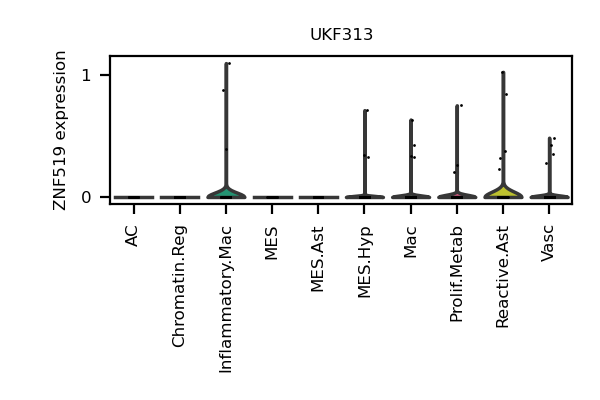 UKF313
ZNF519 expression
1
0
AC
Chromatin.Reg
Inflammatory.Mac
MES
MES.Ast
MES.Hyp
Mac
Prolif.Metab
Reactive.Ast
Vasc